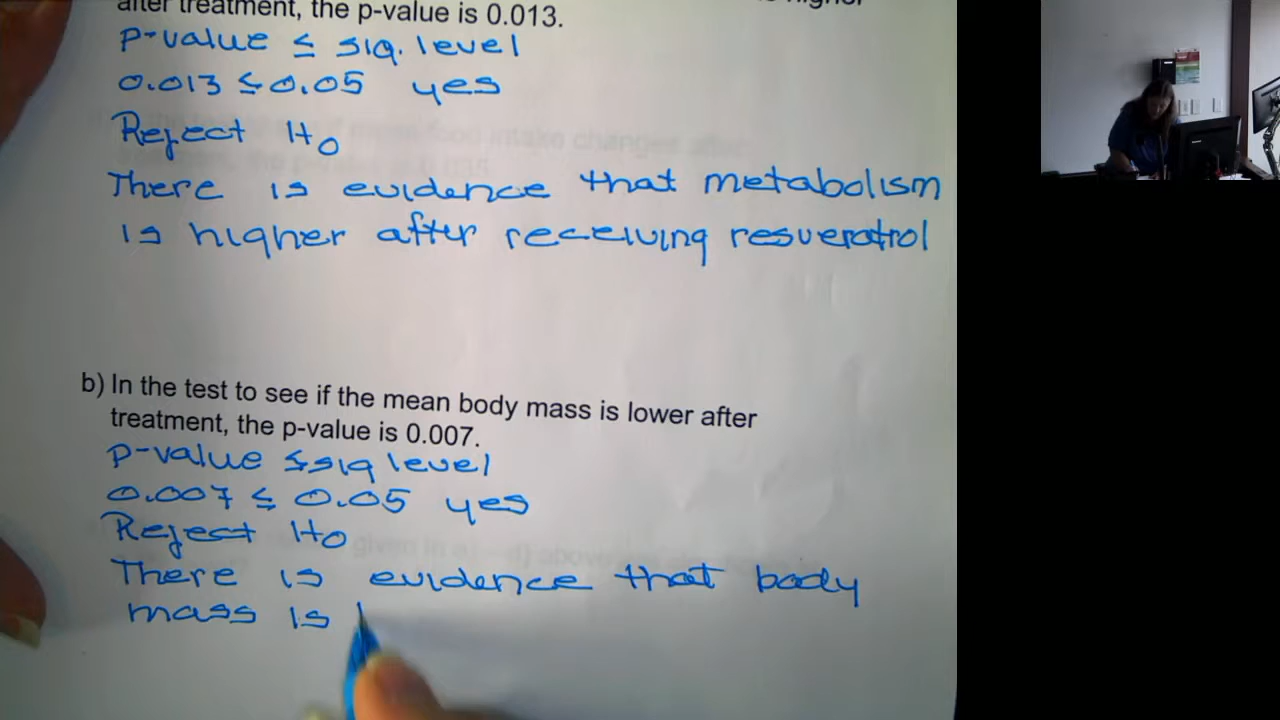 after treatment, the p-value is 0.013.
p-value ≤ sig. level
0.013 ≤ 0.05 yes
Reject H0
There is evidence that metabolism
is higher after receiving resveratrol
b) In the test to see if the mean body mass is lower after
treatment, the p-value is 0.007.
p-value ≤ sig level
0.007 ≤ 0.05 yes
Reject H0
There is evidence that body
mass is